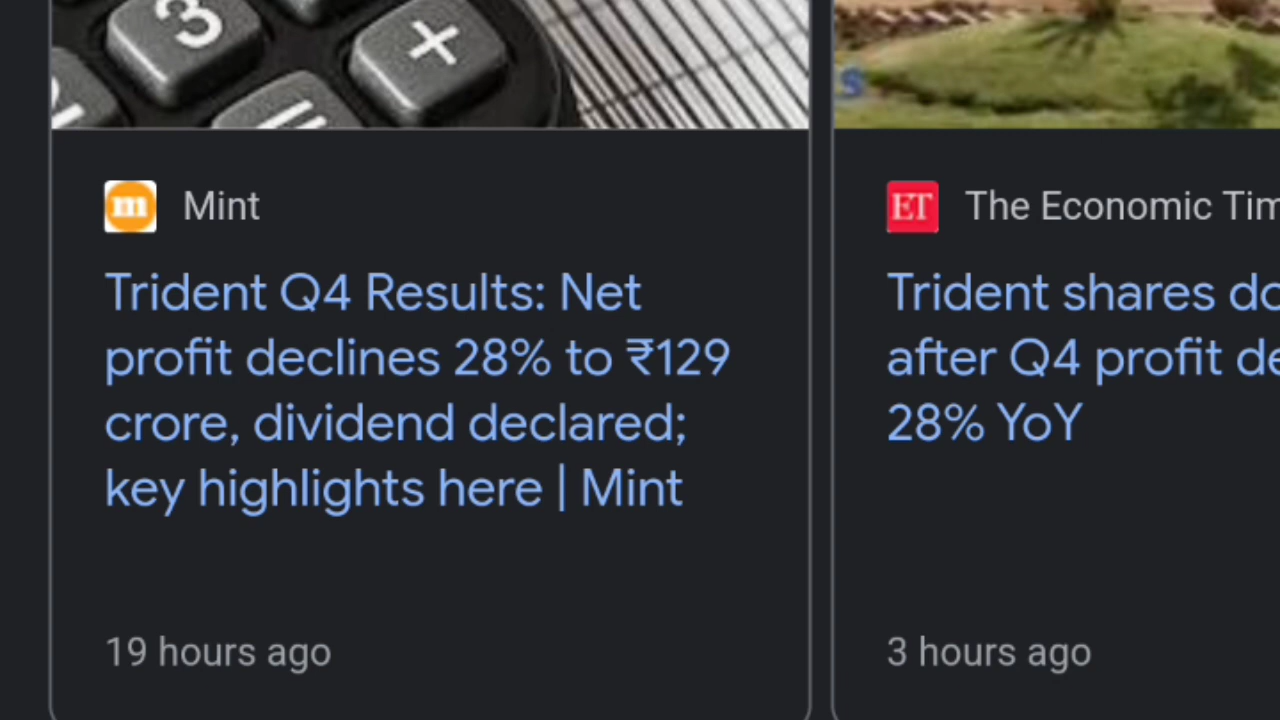 3
+
Mint
Trident Q4 Results: Net
profit declines 28% to ₹129
crore, dividend declared;
key highlights here | Mint
19 hours ago
s
ET
The Economic Tim
Trident shares do
after Q4 profit de
28% YoY
3 hours ago